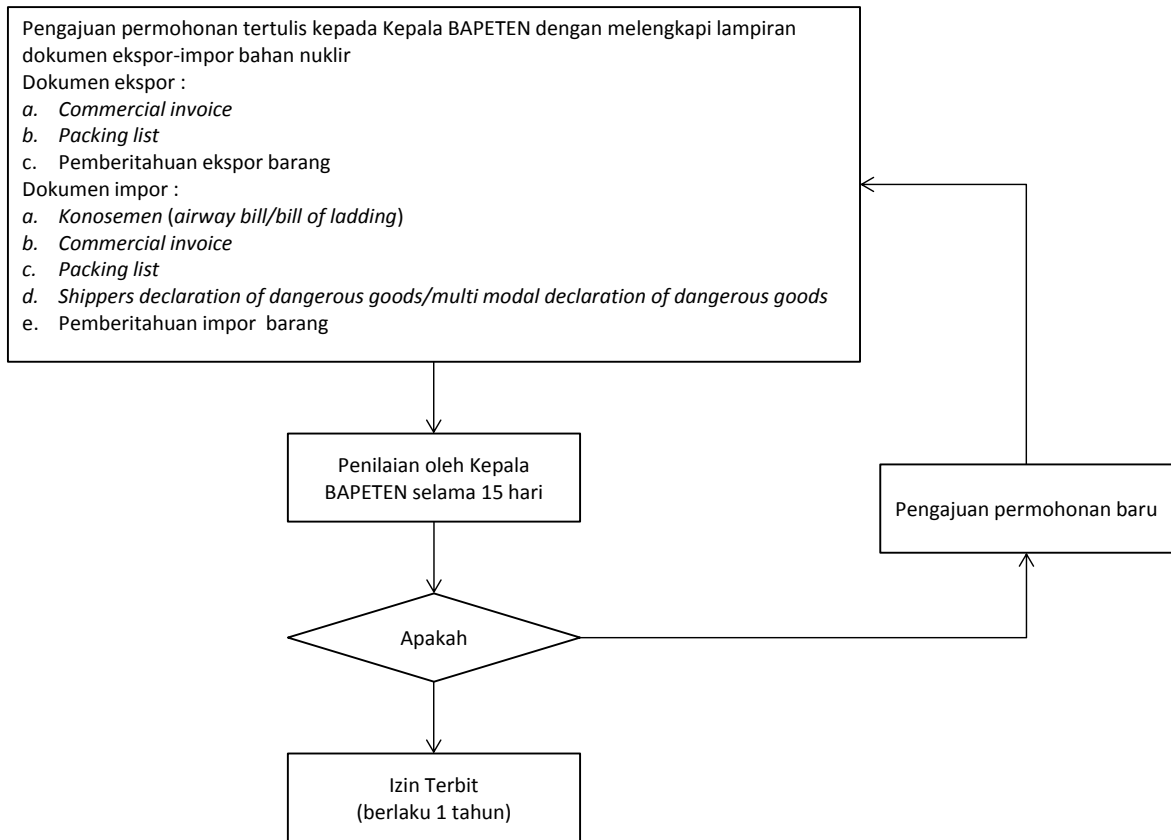 Pengajuan permohonan tertulis kepada Kepala BAPETEN dengan melengkapi lampiran
dokumen ekspor-impor bahan nuklir
Dokumen ekspor :
a. Commercial invoice
b. Packing list
c. Pemberitahuan ekspor barang
Dokumen impor :
a. Konosemen (airway bill/bill of ladding)
b. Commercial invoice
c. Packing list
d. Shippers declaration of dangerous goods/multi modal declaration of dangerous goods
e. Pemberitahuan impor barang
Penilaian oleh Kepala
BAPETEN selama 15 hari
Pengajuan permohonan baru
Apakah
Izin Terbit
(berlaku 1 tahun)